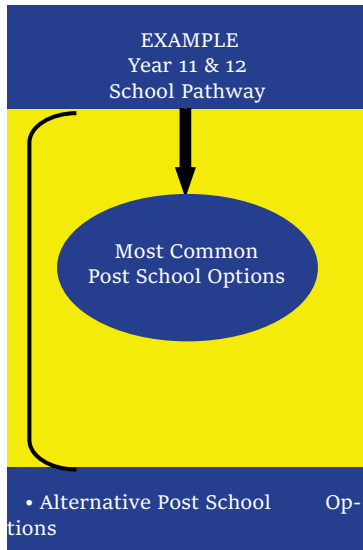 EXAMPLE
Year 11 & 12
School Pathway
Most Common
Post School Options
• Alternative Post School Op-
tions